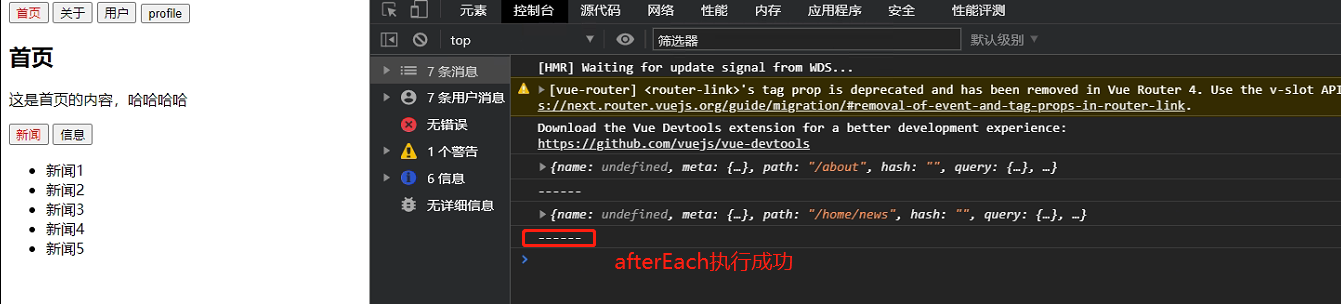 首页 关于 用户 profile
首页
这是首页的内容，哈哈哈哈
新闻 信息
新闻1
新闻2
新闻3
新闻4
新闻5
元素 控制台 源代码 网络 性能 内存 应用程序 安全 性能评测
top 筛选器 默认级别
7 条消息
7 条用户消息
无错误
1 个警告
6 信息
无详细信息
[HMR] Waiting for update signal from WDS...
[vue-router] <router-link>'s tag prop is deprecated and has been removed in Vue Router 4. Use the v-slot API
s://next.router.vuejs.org/guide/migration/#removal-of-event-and-tag-props-in-router-link.
Download the Vue Devtools extension for a better development experience:
https://github.com/vuejs/vue-devtools
{name: undefined, meta: {…}, path: "/about", hash: "", query: {…}, …}
------
{name: undefined, meta: {…}, path: "/home/news", hash: "", query: {…}, …}
------
afterEach执行成功